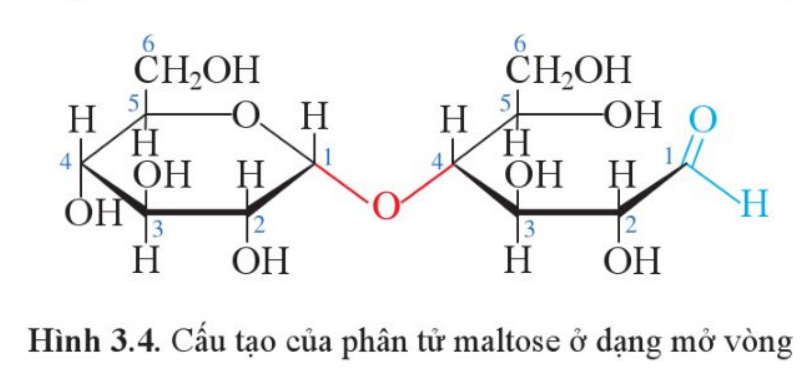 6 6
CH₂OH CH₂OH
H 5 O H H 5 OH O
4 H 1 4 H 1
OH H OH H
OH O H
3 2 3 2
H OH H OH
Hình 3.4. Cấu tạo của phân tử maltose ở dạng mở vòng